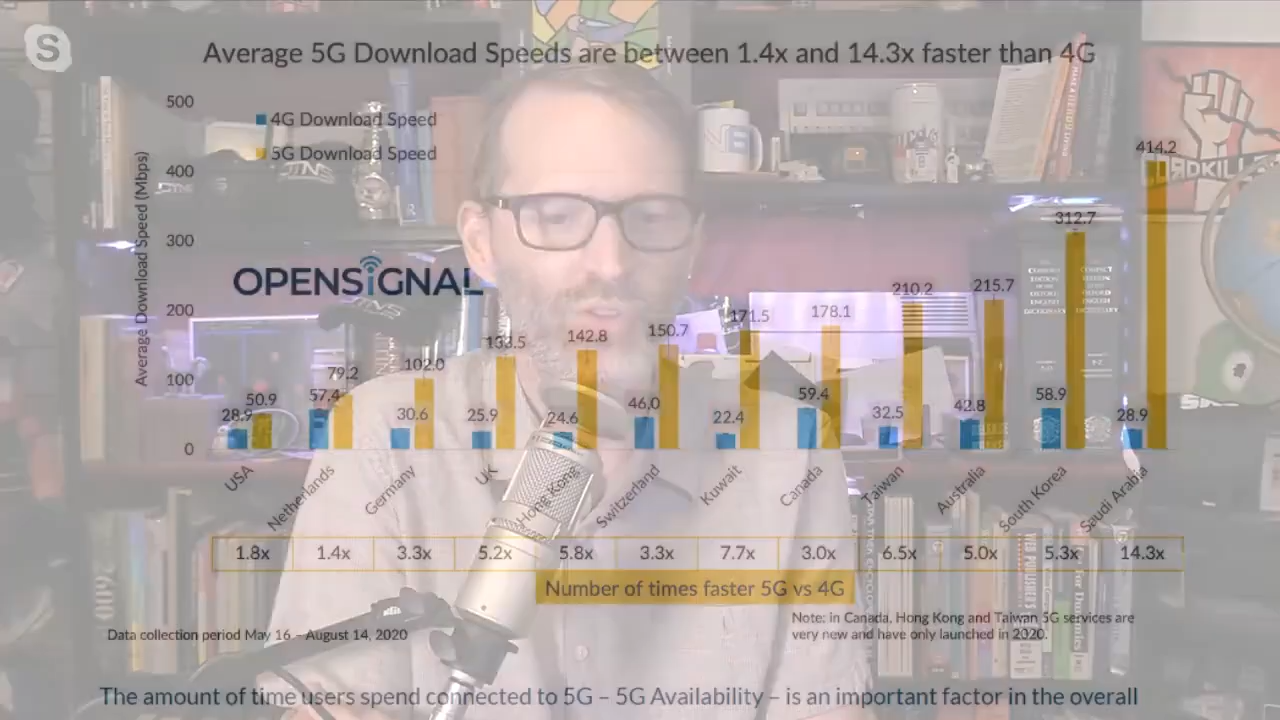 S
Average 5G Download Speeds are between 1.4x and 14.3x faster than 4G
Average Download Speed (Mbps)
500
400
300
200
100
0
4G Download Speed
5G Download Speed
OPENSIGNAL
28.9 50.9
57.4 79.2
30.6 102.0
25.9 133.5
24.6 142.8
46.0 150.7
22.4 171.5
59.4 178.1
32.5 210.2
42.8 215.7
58.9 312.7
28.9 414.2
USA Netherlands Germany UK Hong Kong Switzerland Kuwait Canada Taiwan Australia South Korea Saudi Arabia
1.8x 1.4x 3.3x 5.2x 5.8x 3.3x 7.7x 3.0x 6.5x 5.0x 5.3x 14.3x
Number of times faster 5G vs 4G
Note: in Canada, Hong Kong and Taiwan 5G services are
very new and have only launched in 2020.
Data collection period May 16 – August 14, 2020
The amount of time users spend connected to 5G – 5G Availability – is an important factor in the overall
2600
For Dummies